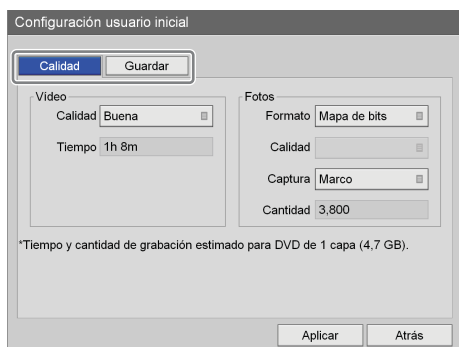 Configuración usuario inicial
Calidad Guardar
Vídeo
Calidad Buena
Tiempo 1h 8m
Fotos
Formato Mapa de bits
Calidad
Captura Marco
Cantidad 3,800
*Tiempo y cantidad de grabación estimado para DVD de 1 capa (4,7 GB).
Aplicar Atrás